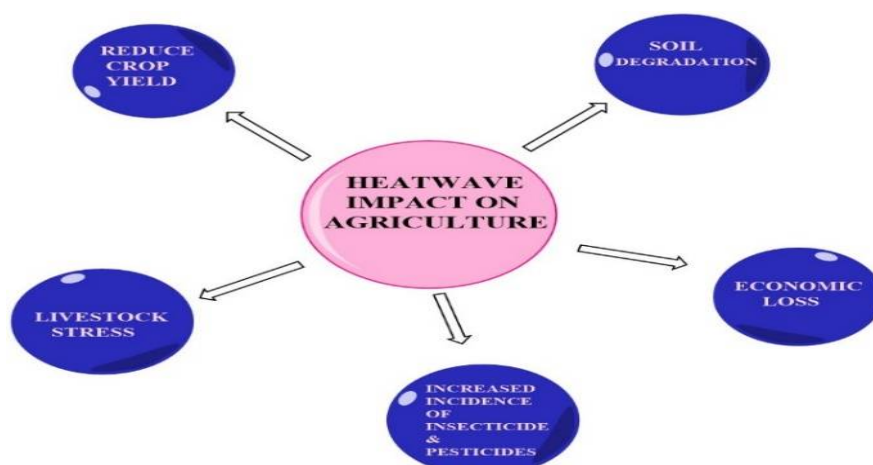 REDUCE
CROP
YIELD
SOIL
DEGRADATION
HEATWAVE
IMPACT ON
AGRICULTURE
LIVESTOCK
STRESS
ECONOMIC
LOSS
INCREASED
INCIDENCE
OF
INSECTICIDE
&
PESTICIDES